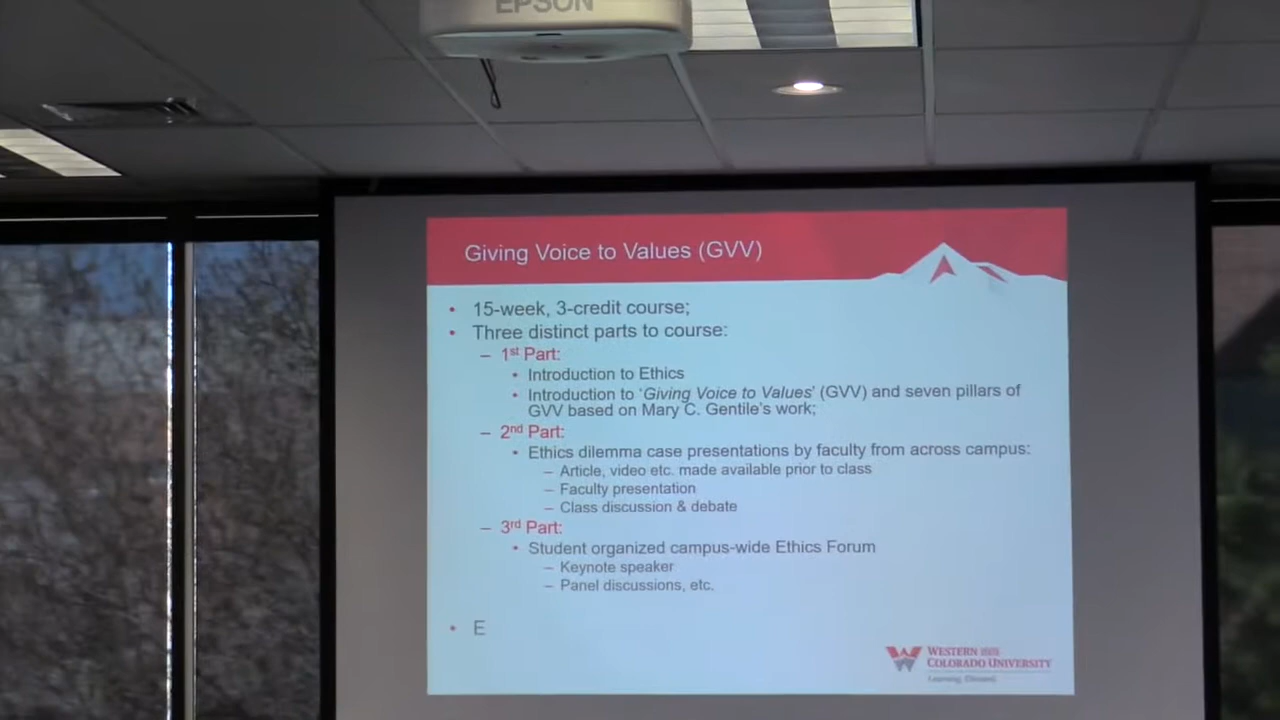 EPSON
Giving Voice to Values (GVV)
• 15-week, 3-credit course;
• Three distinct parts to course:
– 1st Part:
• Introduction to Ethics
• Introduction to ‘Giving Voice to Values’ (GVV) and seven pillars of
GVV based on Mary C. Gentile’s work;
– 2nd Part:
• Ethics dilemma case presentations by faculty from across campus:
– Article, video etc. made available prior to class
– Faculty presentation
– Class discussion & debate
– 3rd Part:
• Student organized campus-wide Ethics Forum
– Keynote speaker
– Panel discussions, etc.
• E
WESTERN
COLORADO UNIVERSITY
Learning, Elevated.